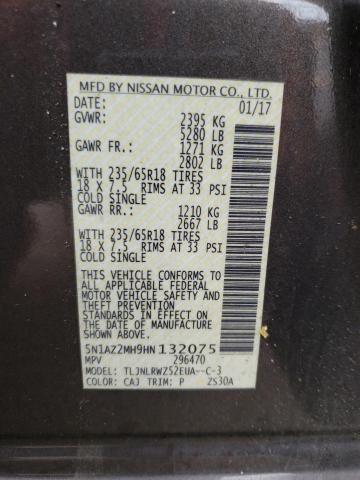 MFD BY NISSAN MOTOR CO., LTD.
DATE: 01/17
GVWR: 2395 KG
5280 LB
GAWR FR.: 1271 KG
2802 LB
WITH 235/65R18 TIRES
18 X 7.5 RIMS AT 33 PSI
COLD SINGLE
GAWR RR.: 1210 KG
2667 LB
WITH 235/65R18 TIRES
18 X 7.5 RIMS AT 33 PSI
COLD SINGLE
THIS VEHICLE CONFORMS TO
ALL APPLICABLE FEDERAL
MOTOR VEHICLE SAFETY
AND THEFT PREVENTION
STANDARDS IN EFFECT ON
THE DATE OF MANUFACTURE
SHOWN ABOVE.
5N1AZ2MH9HN 132075
MPV 296470
MODEL: TLJNLRWZ52EUA--C-3
COLOR: CAJ TRIM: P ZS30A